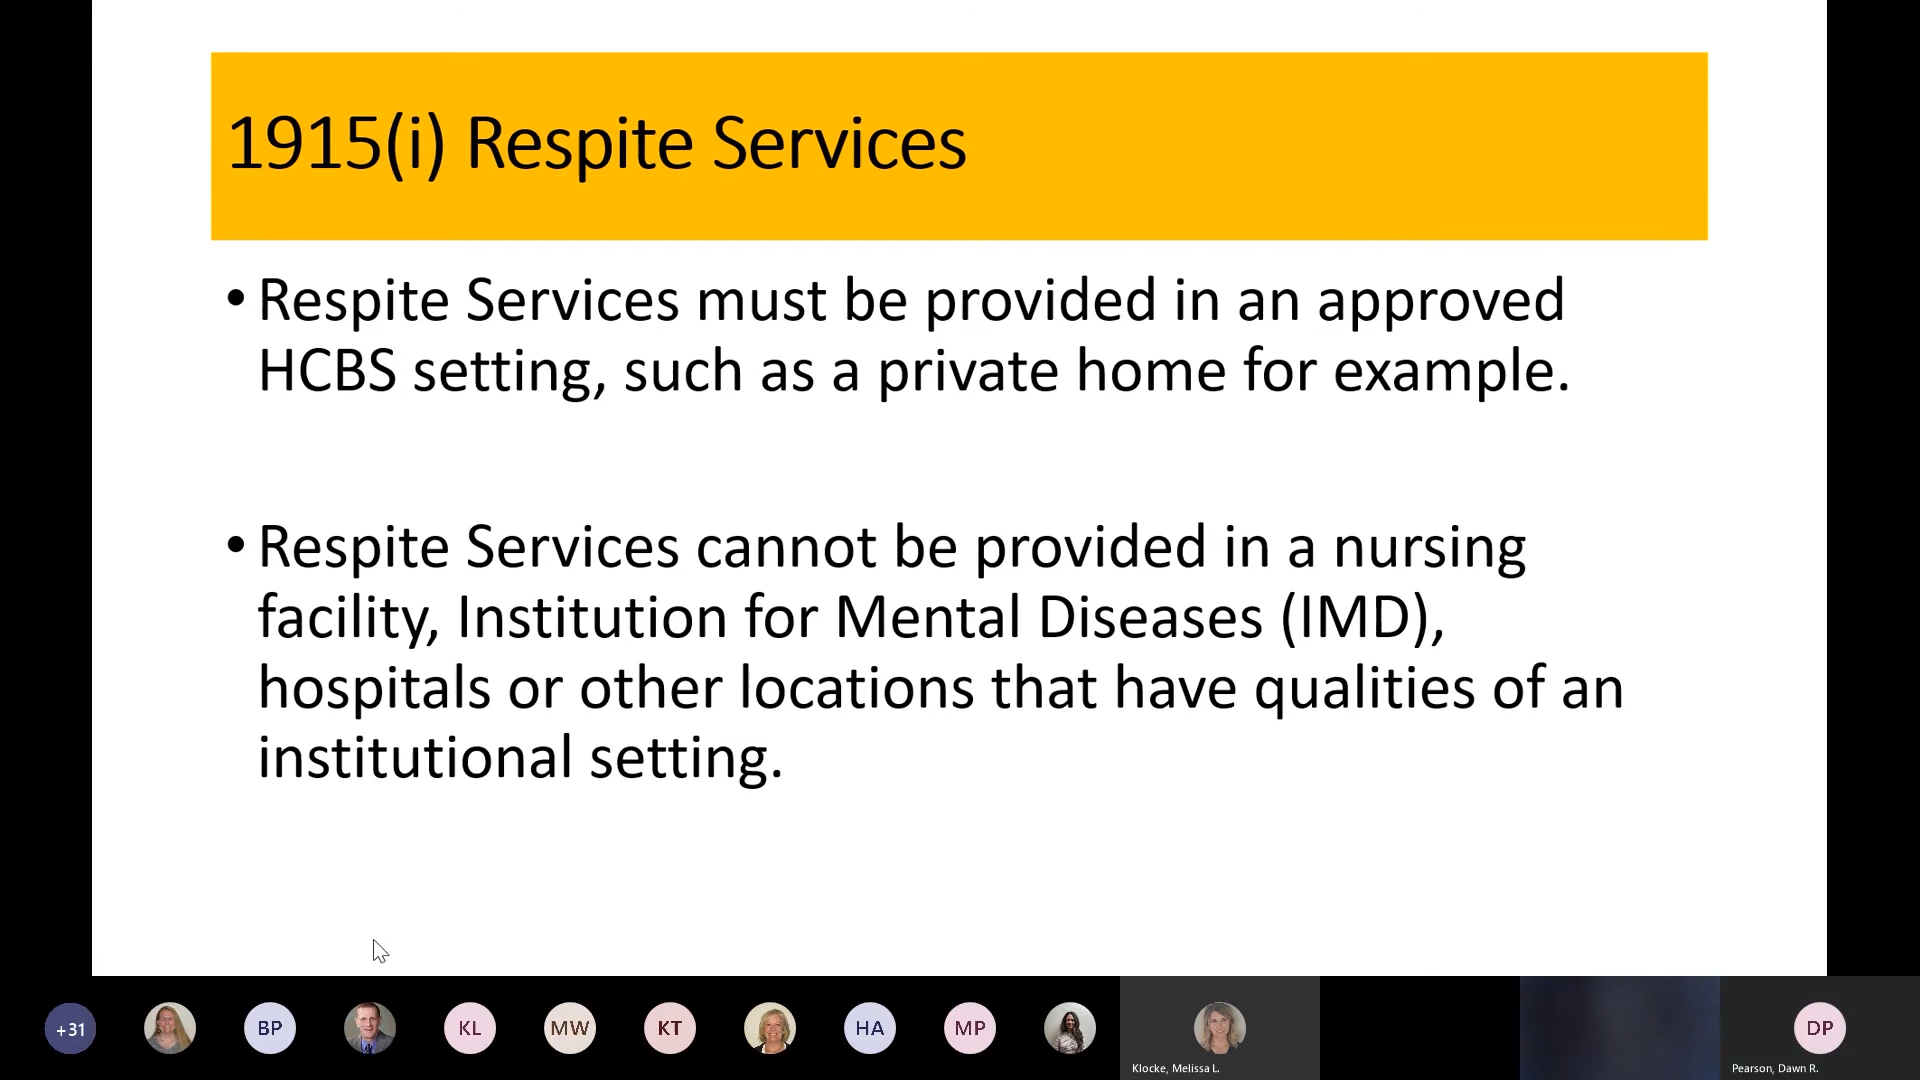 1915(i) Respite Services
• Respite Services must be provided in an approved
HCBS setting, such as a private home for example.
• Respite Services cannot be provided in a nursing
facility, Institution for Mental Diseases (IMD),
hospitals or other locations that have qualities of an
institutional setting.
+31
BP
KL
MW
KT
HA
MP
DP
Klocke, Melissa L.
Pearson, Dawn R.